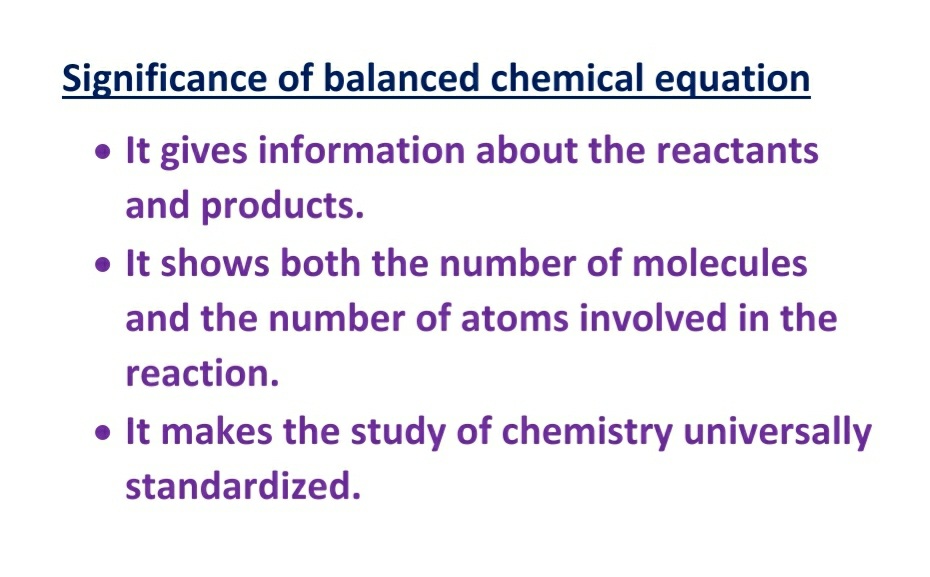 Significance of balanced chemical equation
• It gives information about the reactants
and products.
• It shows both the number of molecules
and the number of atoms involved in the
reaction.
• It makes the study of chemistry universally
standardized.